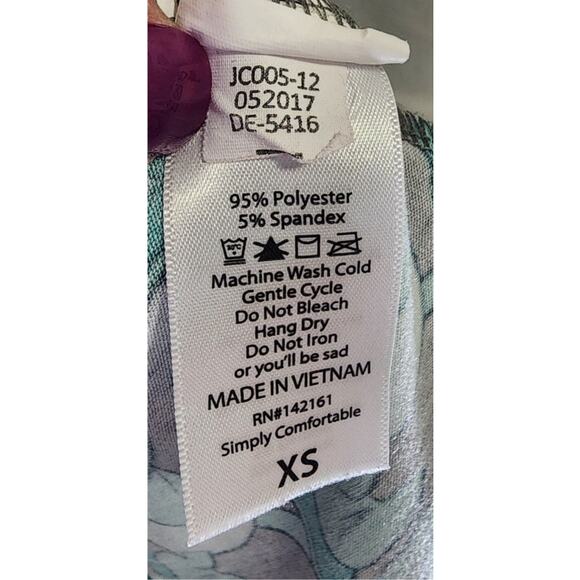 JC005-12
052017
DE-5416
95% Polyester
5% Spandex
30°C
Machine Wash Cold
Gentle Cycle
Do Not Bleach
Hang Dry
Do Not Iron
or you'll be sad
MADE IN VIETNAM
RN#142161
Simply Comfortable
XS